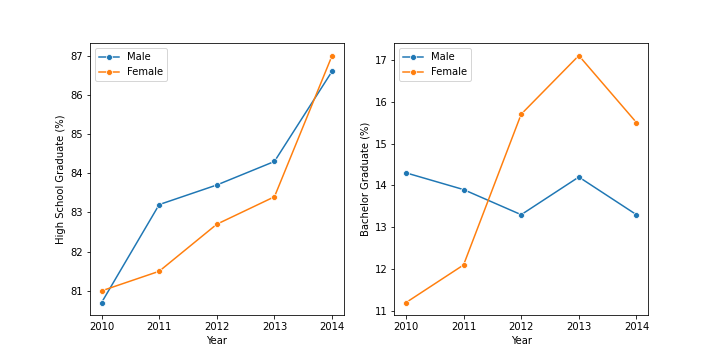 High School Graduate (%)
87
86
85
84
83
82
81
Male
Female
2010 2011 2012 2013 2014
Year
Bachelor Graduate (%)
17
16
15
14
13
12
11
Male
Female
2010 2011 2012 2013 2014
Year